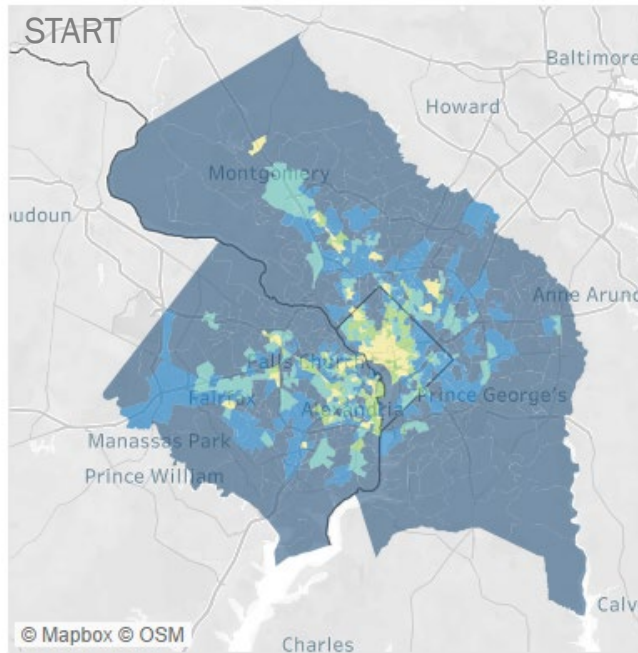 START
Baltimore
Howard
Montgomery
oudoun
Anne Arund
Falls Church
Prince George's
Fairfax
Alexandria
Manassas Park
Prince William
Calv
© Mapbox © OSM
Charles